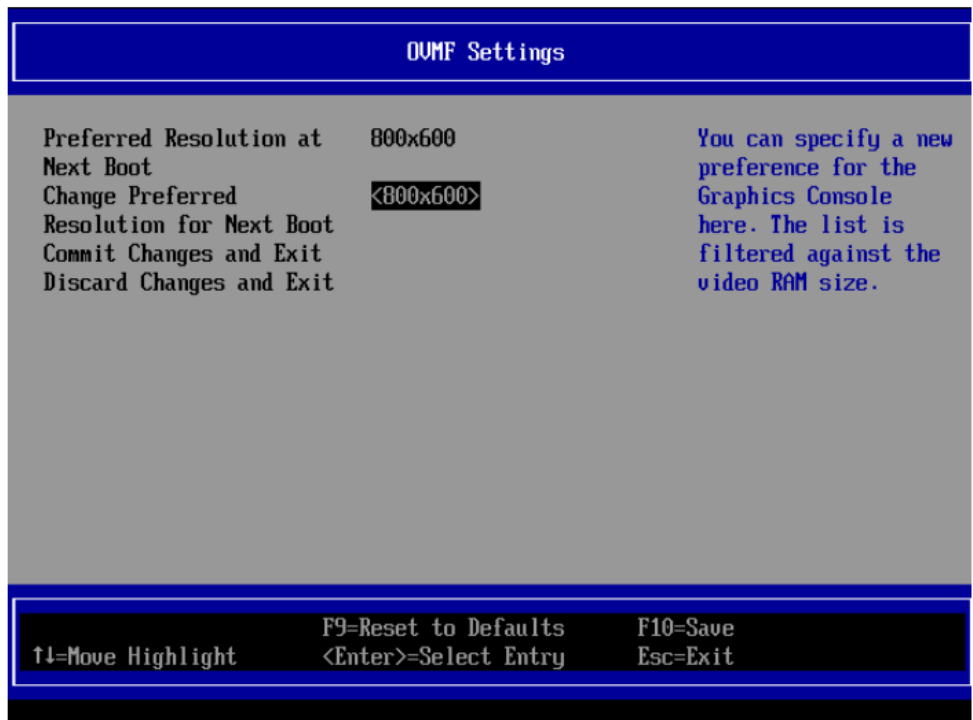 OVMF Settings
Preferred Resolution at 800x600
Next Boot
Change Preferred <800x600>
Resolution for Next Boot
Commit Changes and Exit
Discard Changes and Exit
You can specify a new
preference for the
Graphics Console
here. The list is
filtered against the
video RAM size.
F9=Reset to Defaults F10=Save
↑↓=Move Highlight <Enter>=Select Entry Esc=Exit